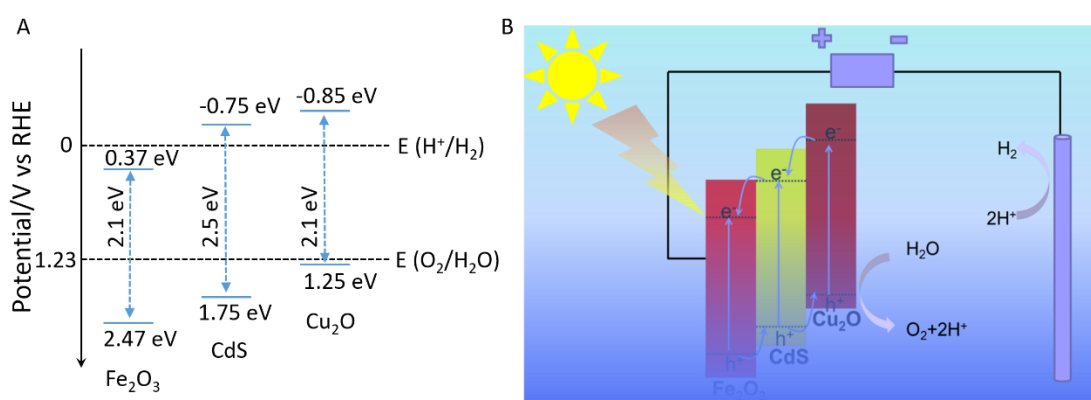 A
Potential/V vs RHE
0
1.23
-0.75 eV
-0.85 eV
E (H⁺/H₂)
0.37 eV
2.1 eV
2.5 eV
2.1 eV
E (O₂/H₂O)
1.25 eV
1.75 eV
2.47 eV
Cu₂O
CdS
Fe₂O₃
B
+ -
e⁻
e⁻
e⁻
H₂
2H⁺
H₂O
h⁺
Cu₂O
O₂+2H⁺
h⁺
CdS
h⁺
Fe₂O₃